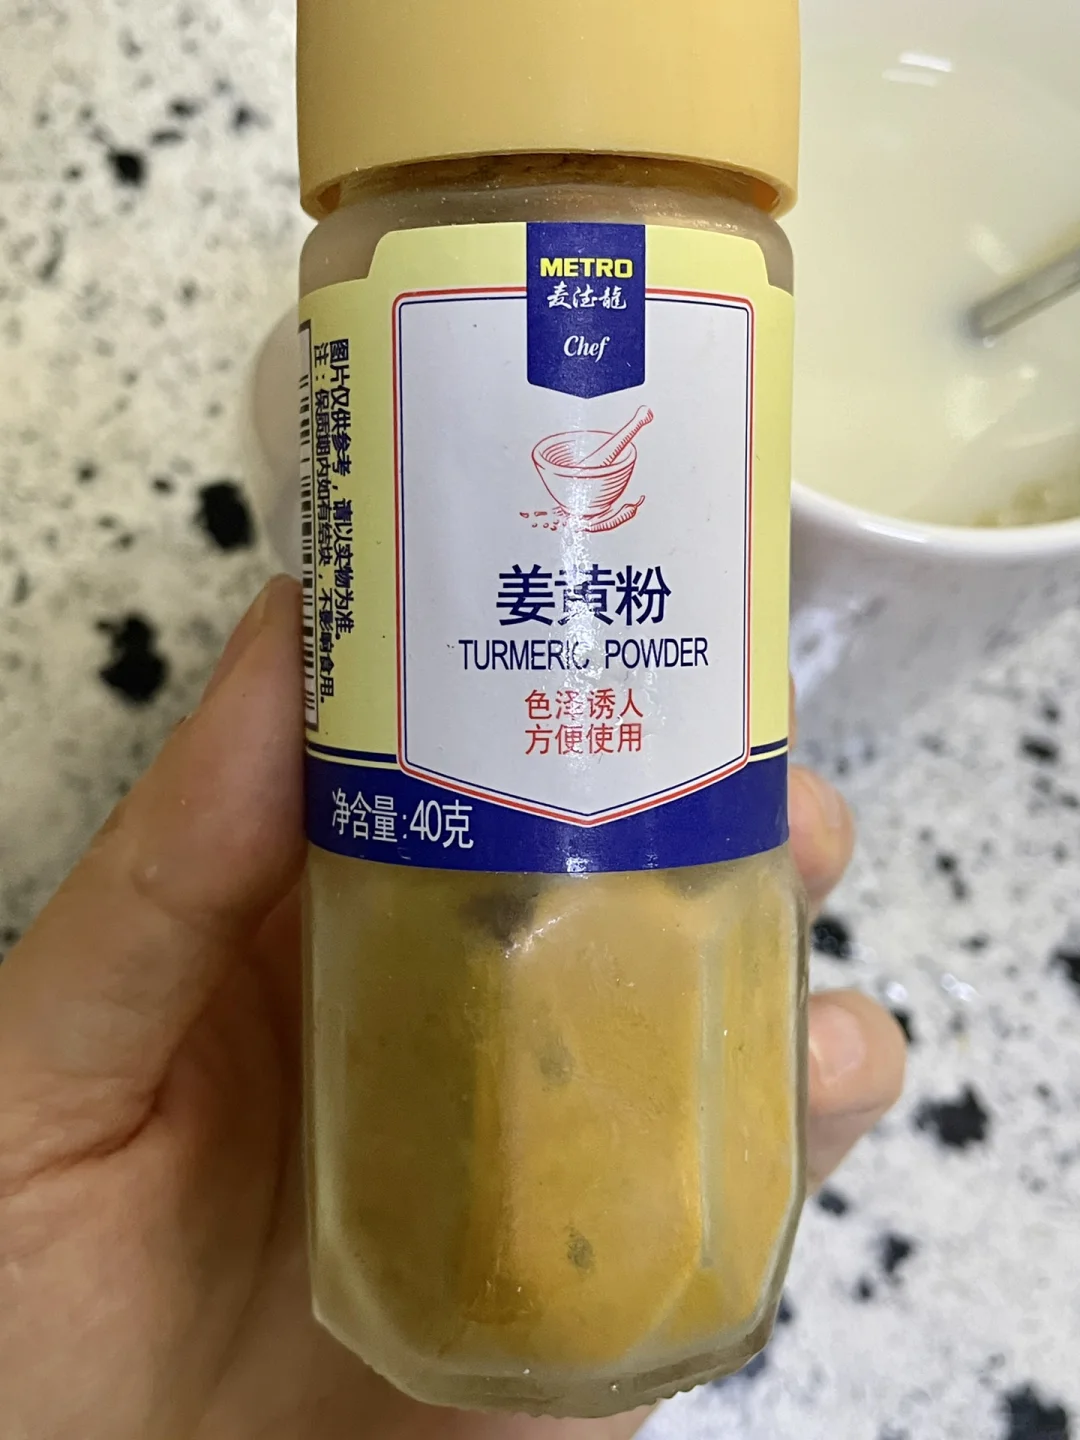 METRO
麦德龍
Chef
姜黄粉
TURMERIC POWDER
色泽诱人
方便使用
净含量:40克
图片仅供参考，请以实物为准。
注：保质期内如有结块，不影响食用。